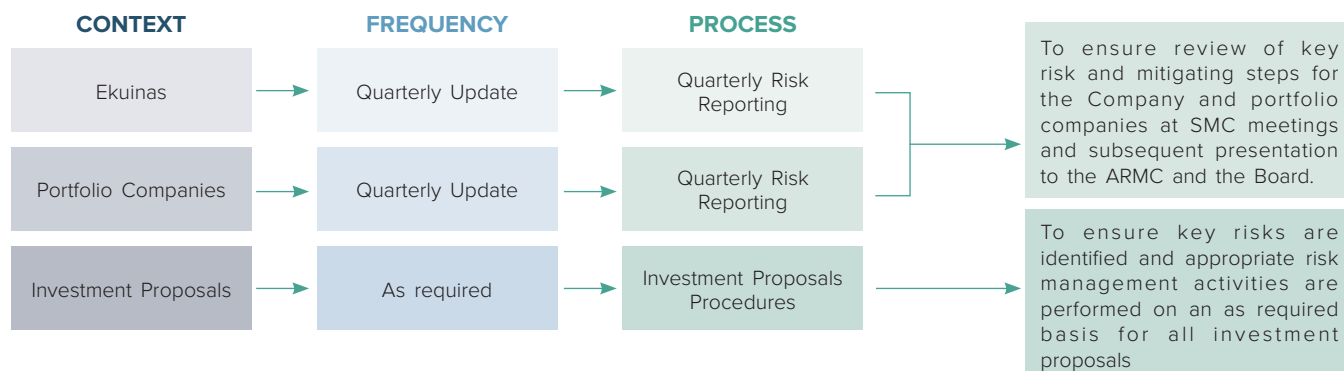 CONTEXT
FREQUENCY
PROCESS
Ekuinas
Quarterly Update
Quarterly Risk
Reporting
Portfolio Companies
Quarterly Update
Quarterly Risk
Reporting
Investment Proposals
As required
Investment Proposals
Procedures
To ensure review of key
risk and mitigating steps for
the Company and portfolio
companies at SMC meetings
and subsequent presentation
to the ARMC and the Board.
To ensure key risks are
identified and appropriate risk
management activities are
performed on an as required
basis for all investment
proposals